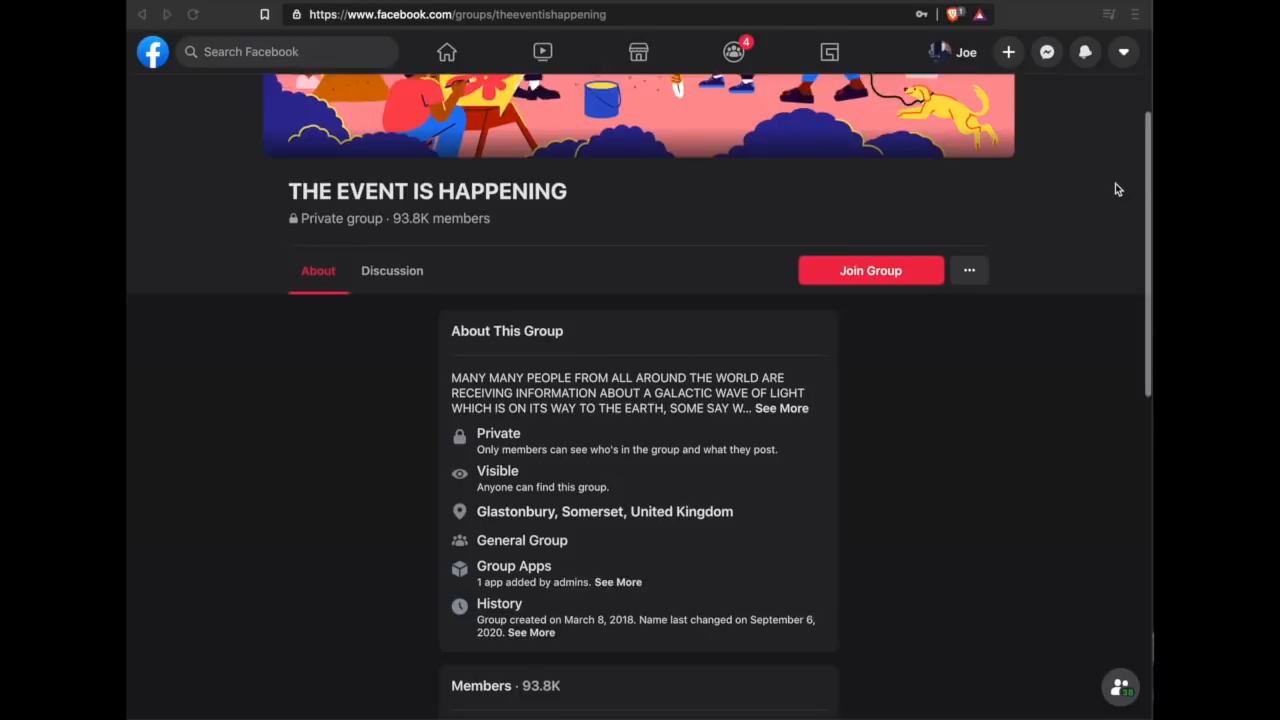 https://www.facebook.com/groups/theeventishappening
1
Search Facebook
4
Joe
THE EVENT IS HAPPENING
Private group · 93.8K members
About
Discussion
Join Group
About This Group
MANY MANY PEOPLE FROM ALL AROUND THE WORLD ARE
RECEIVING INFORMATION ABOUT A GALACTIC WAVE OF LIGHT
WHICH IS ON ITS WAY TO THE EARTH, SOME SAY W... See More
Private
Only members can see who's in the group and what they post.
Visible
Anyone can find this group.
Glastonbury, Somerset, United Kingdom
General Group
Group Apps
1 app added by admins. See More
History
Group created on March 8, 2018. Name last changed on September 6,
2020. See More
Members · 93.8K
38